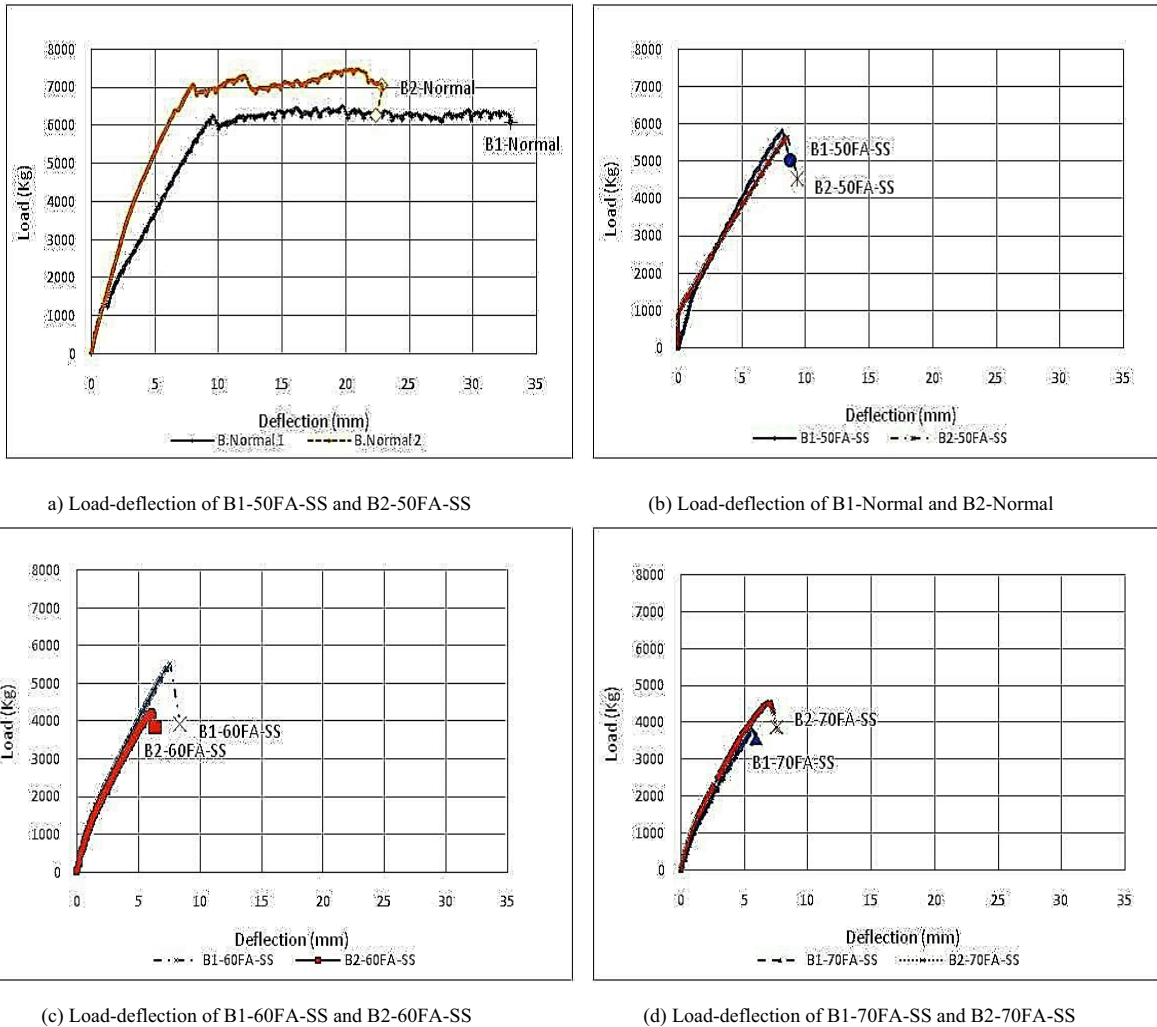 8000
7000
6000
5000
4000
3000
2000
1000
0
Load (Kg)
B2-Normal
B1-Normal
0 5 10 15 20 25 30 35
Deflection (mm)
B.Normal 1 B.Normal 2
8000
7000
6000
5000
4000
3000
2000
1000
0
Load (Kg)
B1-50FA-SS
B2-50FA-SS
0 5 10 15 20 25 30 35
Deflection (mm)
B1-50FA-SS B2-50FA-SS
a) Load-deflection of B1-50FA-SS and B2-50FA-SS
(b) Load-deflection of B1-Normal and B2-Normal
8000
7000
6000
5000
4000
3000
2000
1000
0
Load (Kg)
B1-60FA-SS
B2-60FA-SS
0 5 10 15 20 25 30 35
Deflection (mm)
B1-60FA-SS B2-60FA-SS
8000
7000
6000
5000
4000
3000
2000
1000
0
Load (Kg)
B2-70FA-SS
B1-70FA-SS
0 5 10 15 20 25 30 35
Deflection (mm)
B1-70FA-SS B2-70FA-SS
(c) Load-deflection of B1-60FA-SS and B2-60FA-SS
(d) Load-deflection of B1-70FA-SS and B2-70FA-SS